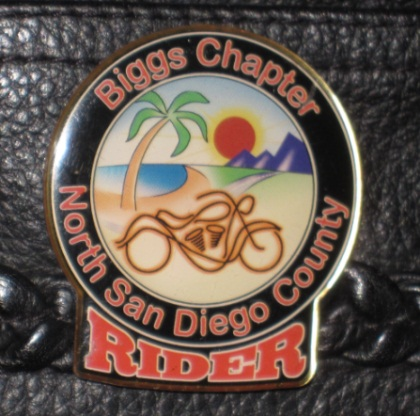 Biggs Chapter
North San Diego County
RIDER